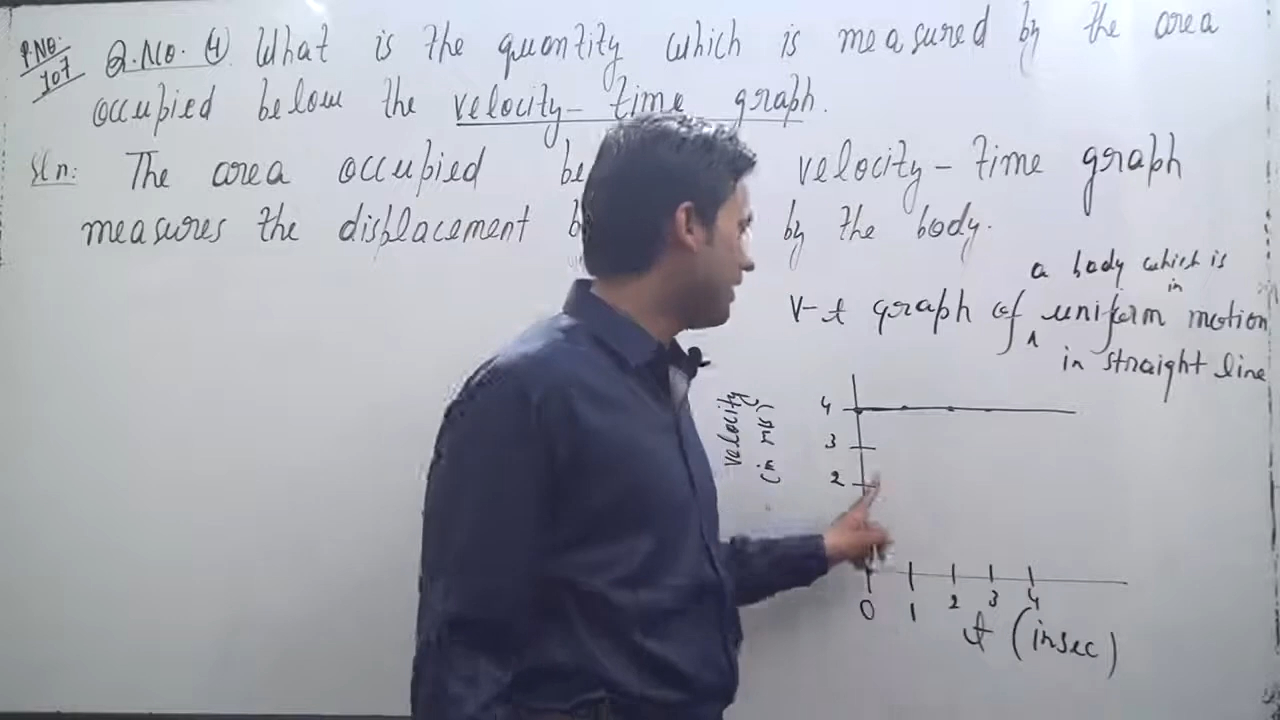 P.NO. 107
Q.No. (4) What is the quantity which is measured by the area
occupied below the velocity-time graph.
Sln: The area occupied be velocity-time graph
measures the displacement by the body.
a body which is
in
V-t graph of ∧ uniform motion
in straight line
velocity
(in m/s)
4
3
2
0 1 2 3 4
t (insec)